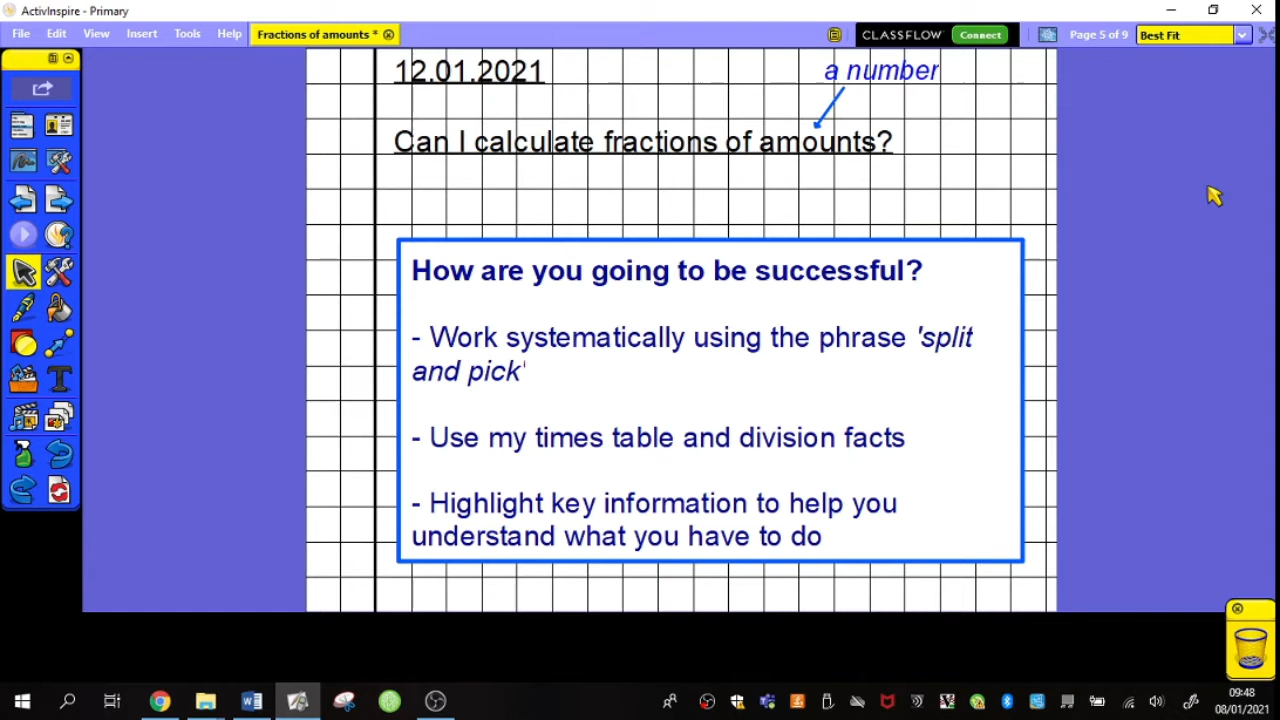 ActivInspire - Primary
File Edit View Insert Tools Help Fractions of amounts * CLASSFLOW Connect Page 5 of 9 Best Fit
12.01.2021 a number
Can I calculate fractions of amounts?
How are you going to be successful?
- Work systematically using the phrase 'split
and pick'
- Use my times table and division facts
- Highlight key information to help you
understand what you have to do
09:48
08/01/2021